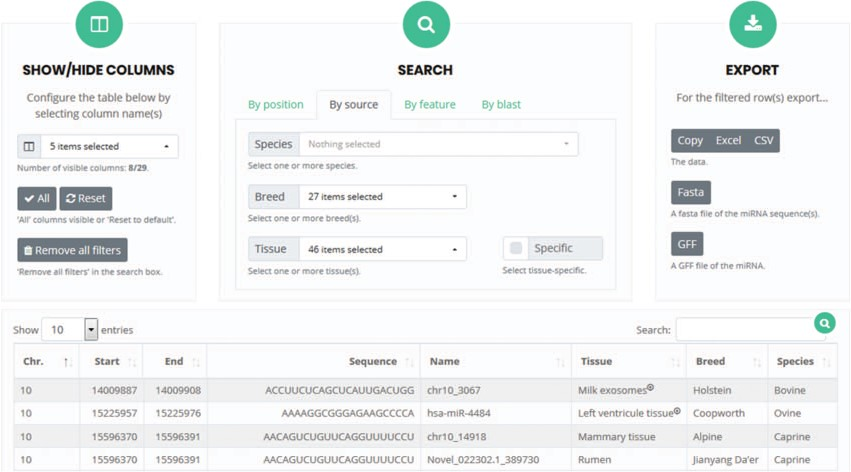 SHOW/HIDE COLUMNS
Configure the table below by
selecting column name(s)
5 items selected
Number of visible columns: 8/29.
All Reset
'All' columns visible or 'Reset to default'.
Remove all filters
'Remove all filters' in the search box.
SEARCH
By position By source By feature By blast
Species Nothing selected
Select one or more species.
Breed 27 items selected
Select one or more breed(s).
Tissue 46 items selected Specific
Select one or more tissue(s). Select tissue-specific.
EXPORT
For the filtered row(s) export...
Copy Excel CSV
The data.
Fasta
A fasta file of the miRNA sequence(s).
GFF
A GFF file of the miRNA.
Show 10 entries Search:
Chr. Start End Sequence Name Tissue Breed Species
10 14009887 14009908 ACCUUCUCAGCUCAUUGACUGG chr10_3067 Milk exosomes Holstein Bovine
10 15225957 15225976 AAAAGGCGGGAGAAGCCCCA hsa-miR-4484 Left ventricule tissue Coopworth Ovine
10 15596370 15596391 AACAGUCUGUUCAGGUUUUCCU chr10_14918 Mammary tissue Alpine Caprine
10 15596370 15596391 AACAGUCUGUUCAGGUUUUCCU Novel_022302.1_389730 Rumen Jianyang Da'er Caprine